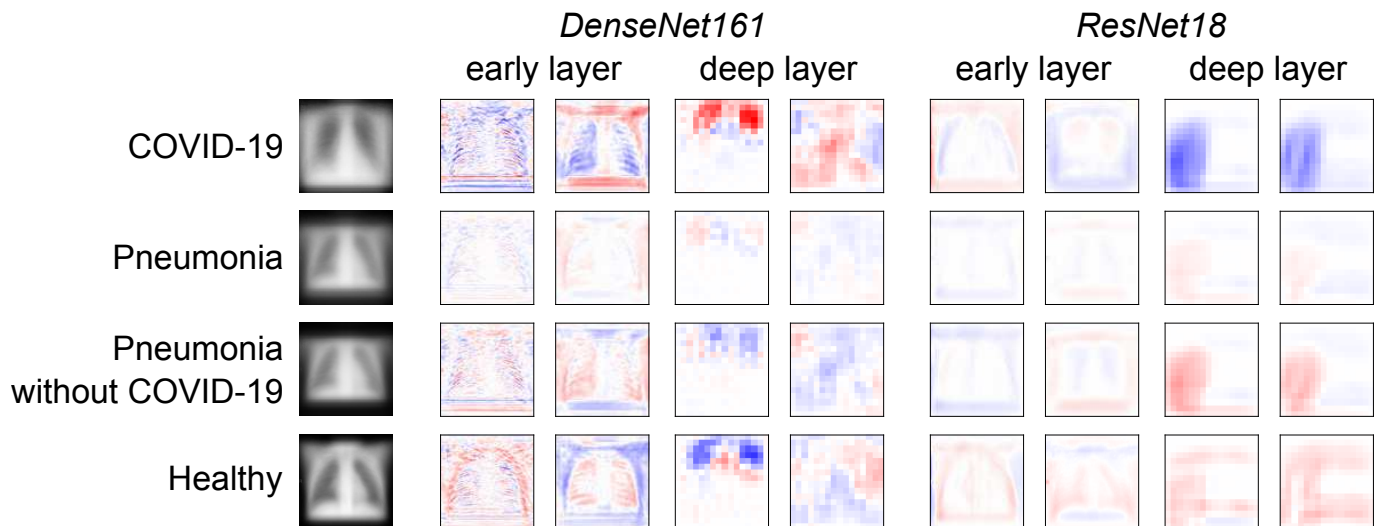 DenseNet161 ResNet18
early layer deep layer early layer deep layer
COVID-19
Pneumonia
Pneumonia
without COVID-19
Healthy